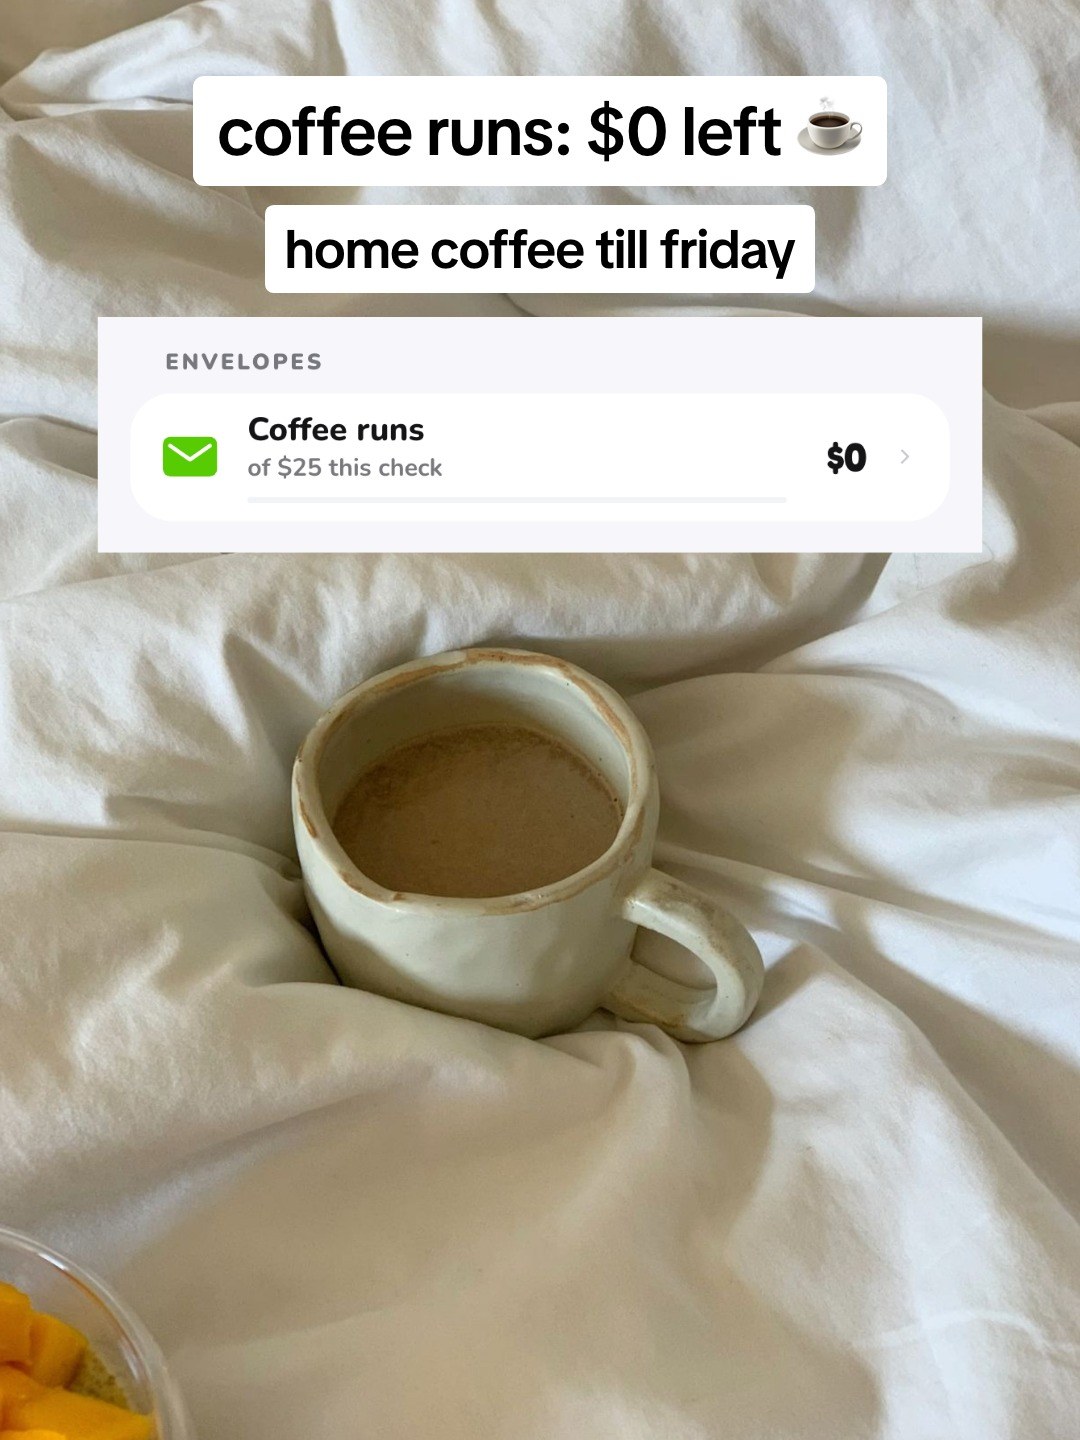 coffee runs: $0 left ☕
home coffee till friday
ENVELOPES
Coffee runs
of $25 this check
$0